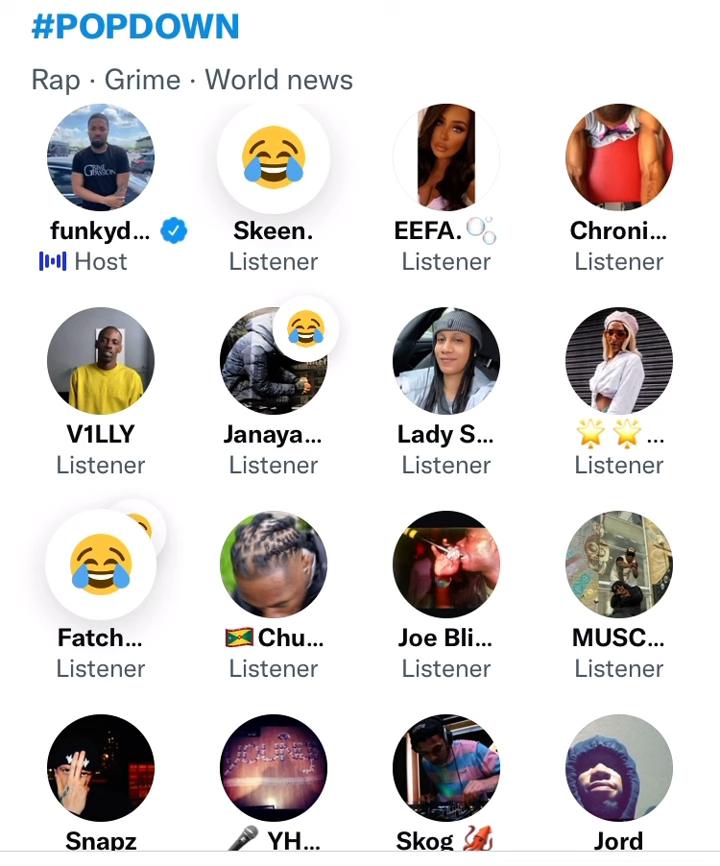 #POPDOWN
Rap · Grime · World news
funkyd... Skeen. EEFA.🫧 Chroni...
Host Listener Listener Listener
V1LLY Janaya... Lady S... 🌟 🌟 ...
Listener Listener Listener Listener
Fatch... 🇬🇩Chu... Joe Bli... MUSC...
Listener Listener Listener Listener
Snapz 🎤 YH... Skog 🦑 Jord